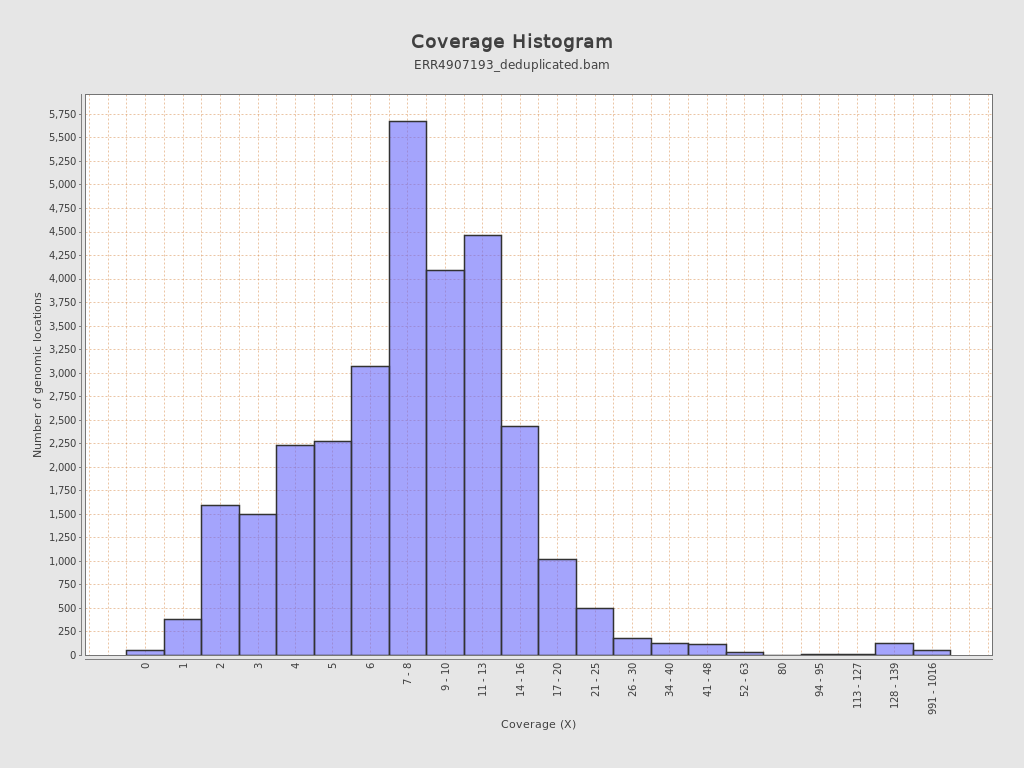 Coverage Histogram
ERR4907193_deduplicated.bam
Number of genomic locations
5,750
5,500
5,250
5,000
4,750
4,500
4,250
4,000
3,750
3,500
3,250
3,000
2,750
2,500
2,250
2,000
1,750
1,500
1,250
1,000
750
500
250
0
0
1
2
3
4
5
6
7 - 8
9 - 10
11 - 13
14 - 16
17 - 20
21 - 25
26 - 30
34 - 40
41 - 48
52 - 63
80
94 - 95
113 - 127
128 - 139
991 - 1016
Coverage (X)